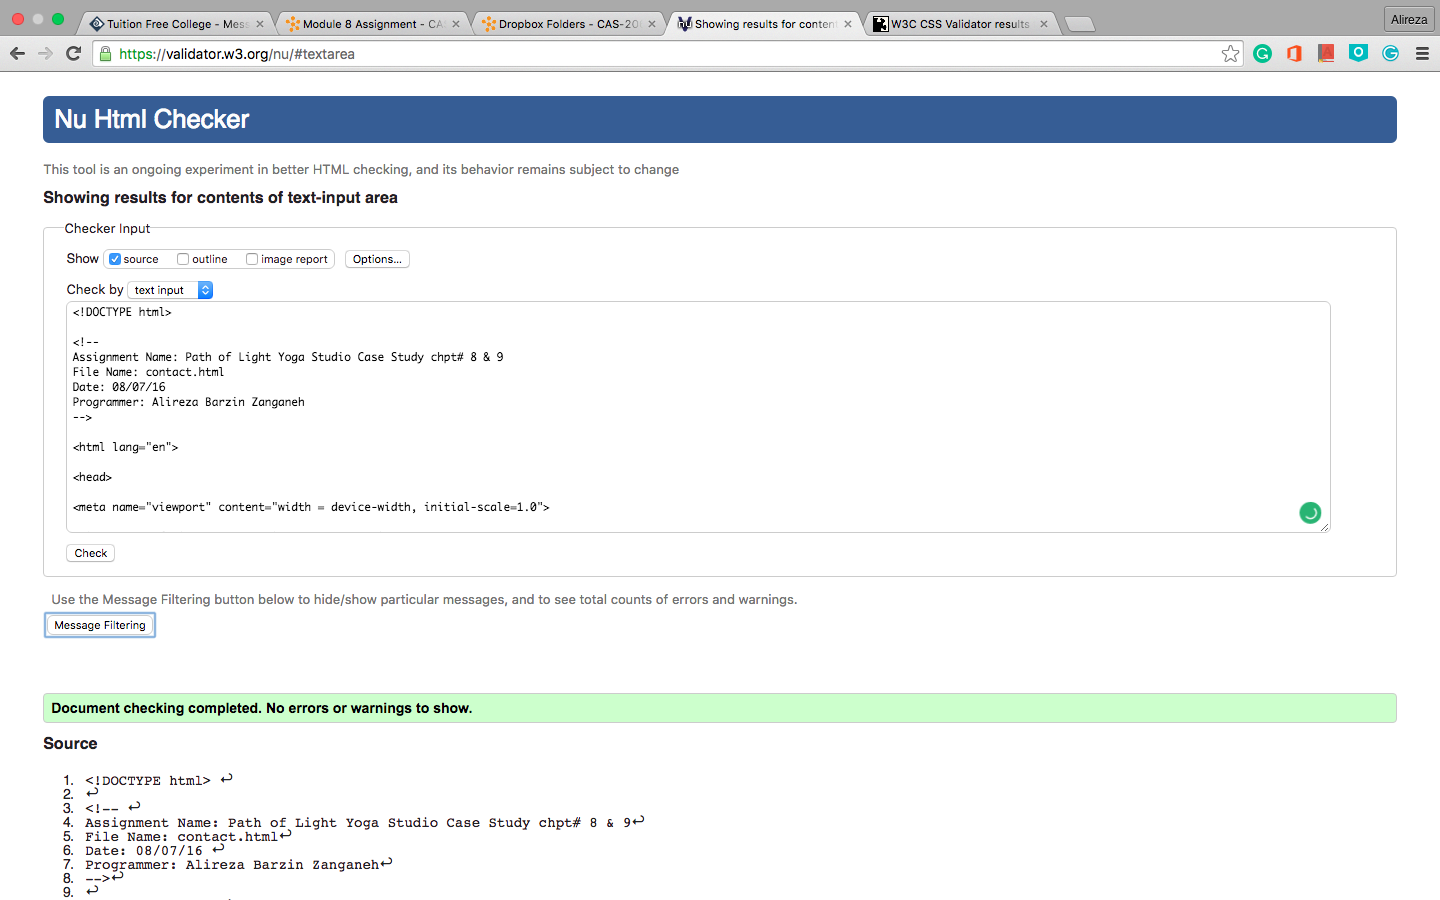 Tuition Free College - Mess
Module 8 Assignment - CA
Dropbox Folders - CAS-20
Showing results for conten
W3C CSS Validator results
Alireza
https://validator.w3.org/nu/#textarea
Nu Html Checker
This tool is an ongoing experiment in better HTML checking, and its behavior remains subject to change
Showing results for contents of text-input area
Checker Input
Show source outline image report Options...
Check by text input
<!DOCTYPE html>
<!--
Assignment Name: Path of Light Yoga Studio Case Study chpt# 8 & 9
File Name: contact.html
Date: 08/07/16
Programmer: Alireza Barzin Zanganeh
-->
<html lang="en">
<head>
<meta name="viewport" content="width = device-width, initial-scale=1.0">
Check
Use the Message Filtering button below to hide/show particular messages, and to see total counts of errors and warnings.
Message Filtering
Document checking completed. No errors or warnings to show.
Source
1. <!DOCTYPE html> ↩
2. ↩
3. <!-- ↩
4. Assignment Name: Path of Light Yoga Studio Case Study chpt# 8 & 9↩
5. File Name: contact.html↩
6. Date: 08/07/16 ↩
7. Programmer: Alireza Barzin Zanganeh↩
8. -->↩
9. ↩